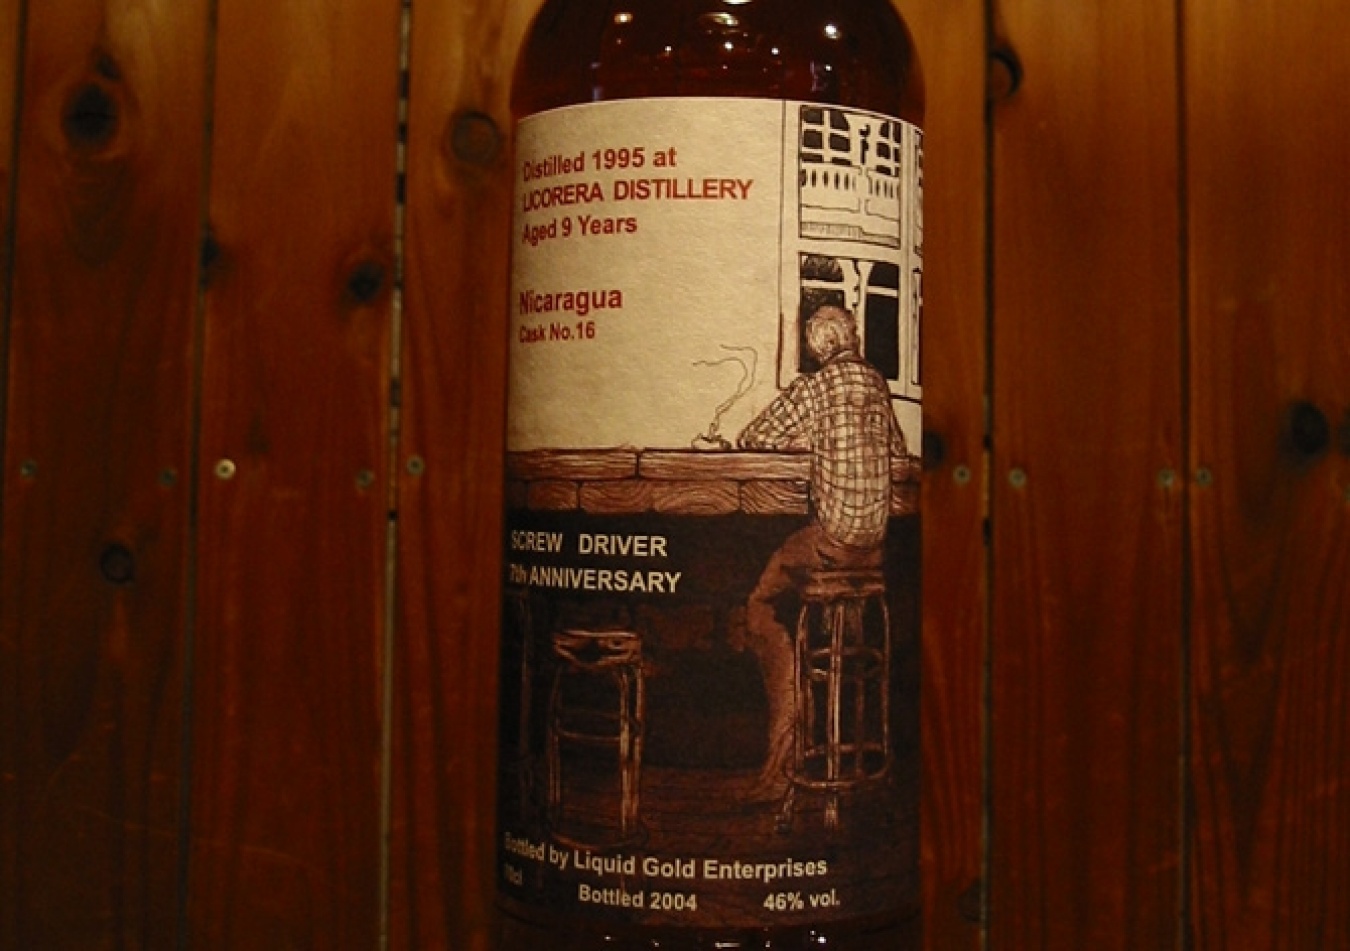 Distilled 1995 at
LICORERA DISTILLERY
Aged 9 Years
Nicaragua
Cask No.16
SCREW DRIVER
7th ANNIVERSARY
Bottled by Liquid Gold Enterprises
Bottled 2004 46% vol.